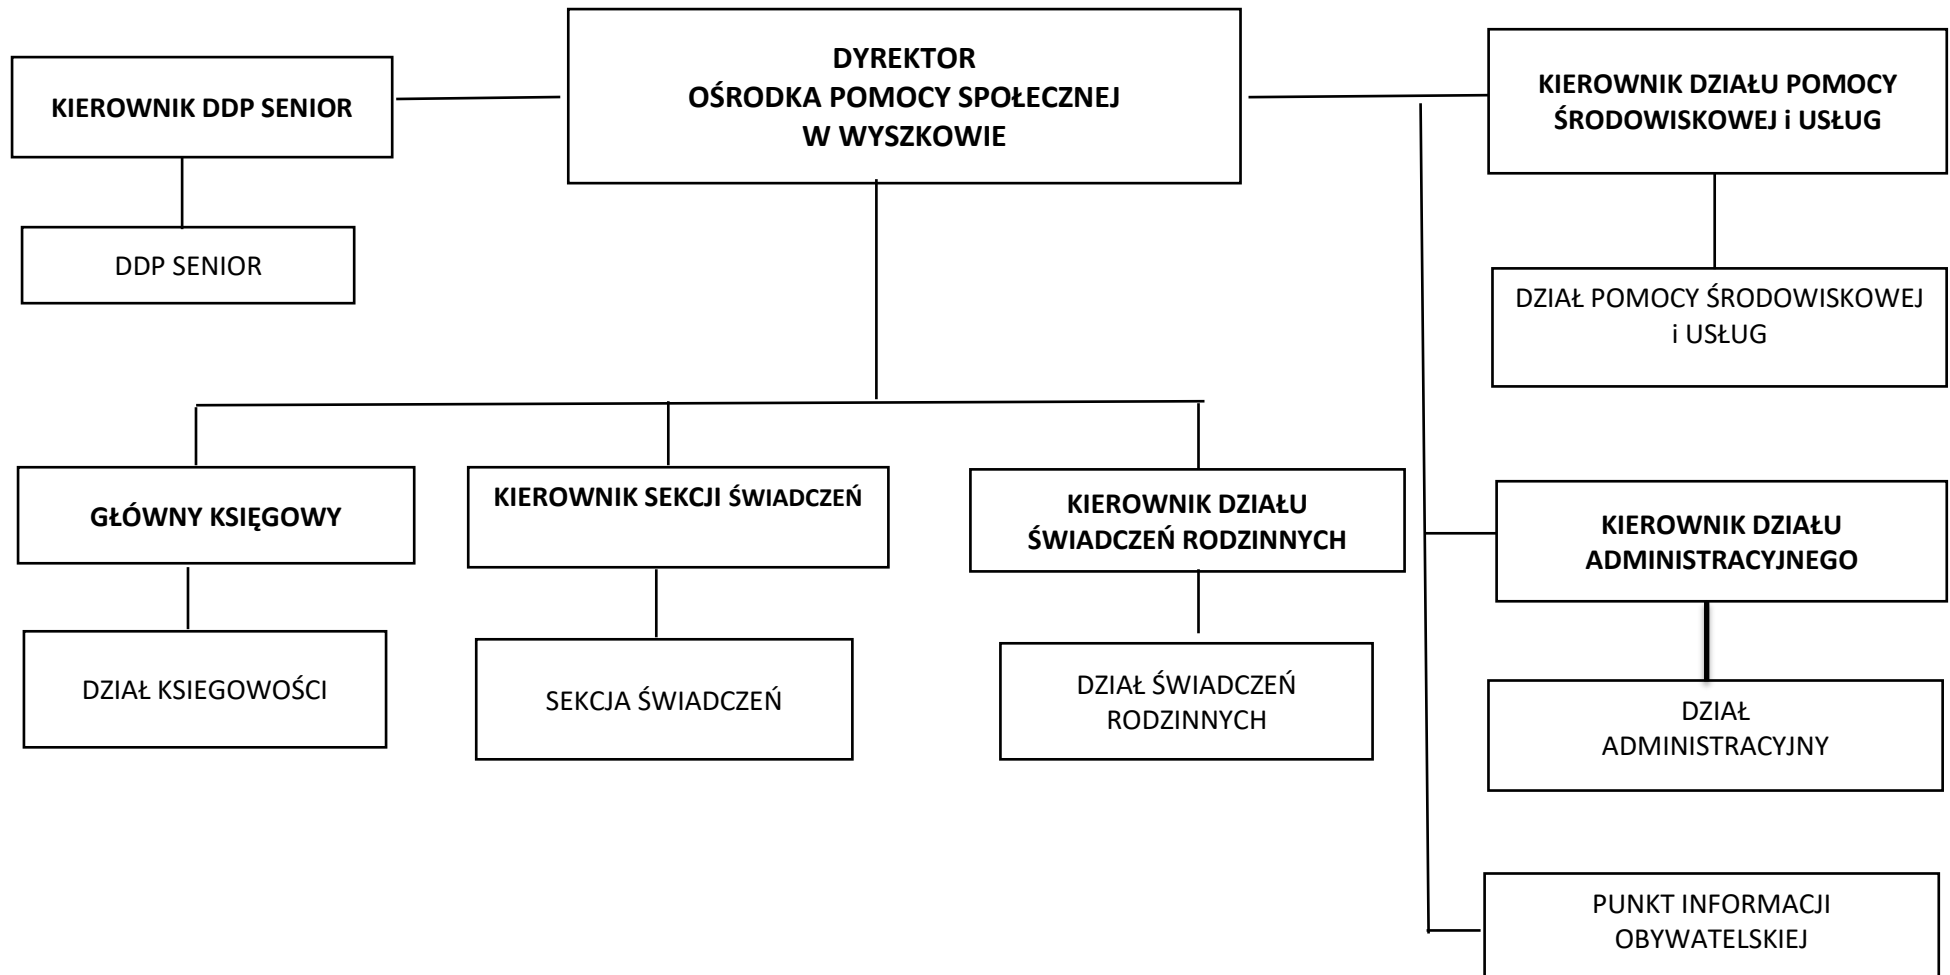 DYREKTOR
OŚRODKA POMOCY SPOŁECZNEJ
W WYSZKOWIE
KIEROWNIK DDP SENIOR
DDP SENIOR
KIEROWNIK DZIAŁU POMOCY
ŚRODOWISKOWEJ i USŁUG
DZIAŁ POMOCY ŚRODOWISKOWEJ
i USŁUG
GŁÓWNY KSIĘGOWY
DZIAŁ KSIEGOWOŚCI
KIEROWNIK SEKCJI ŚWIADCZEŃ
SEKCJA ŚWIADCZEŃ
KIEROWNIK DZIAŁU
ŚWIADCZEŃ RODZINNYCH
DZIAŁ ŚWIADCZEŃ
RODZINNYCH
KIEROWNIK DZIAŁU
ADMINISTRACYJNEGO
DZIAŁ
ADMINISTRACYJNY
PUNKT INFORMACJI
OBYWATELSKIEJ